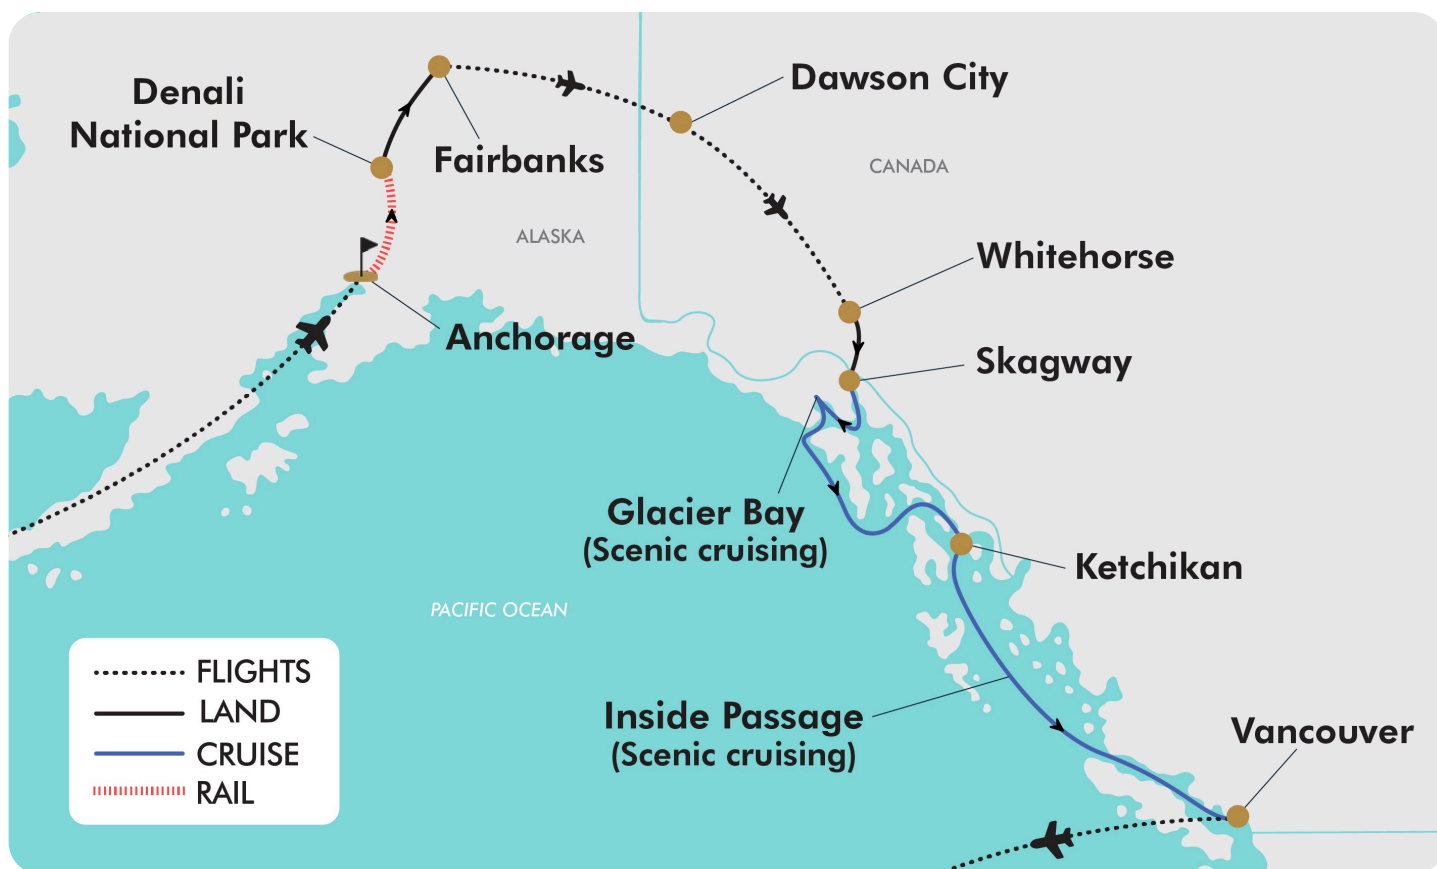 Denali
National Park
Fairbanks
Dawson City
CANADA
ALASKA
Whitehorse
Anchorage
Skagway
Glacier Bay
(Scenic cruising)
Ketchikan
PACIFIC OCEAN
Inside Passage
(Scenic cruising)
Vancouver
FLIGHTS
LAND
CRUISE
RAIL